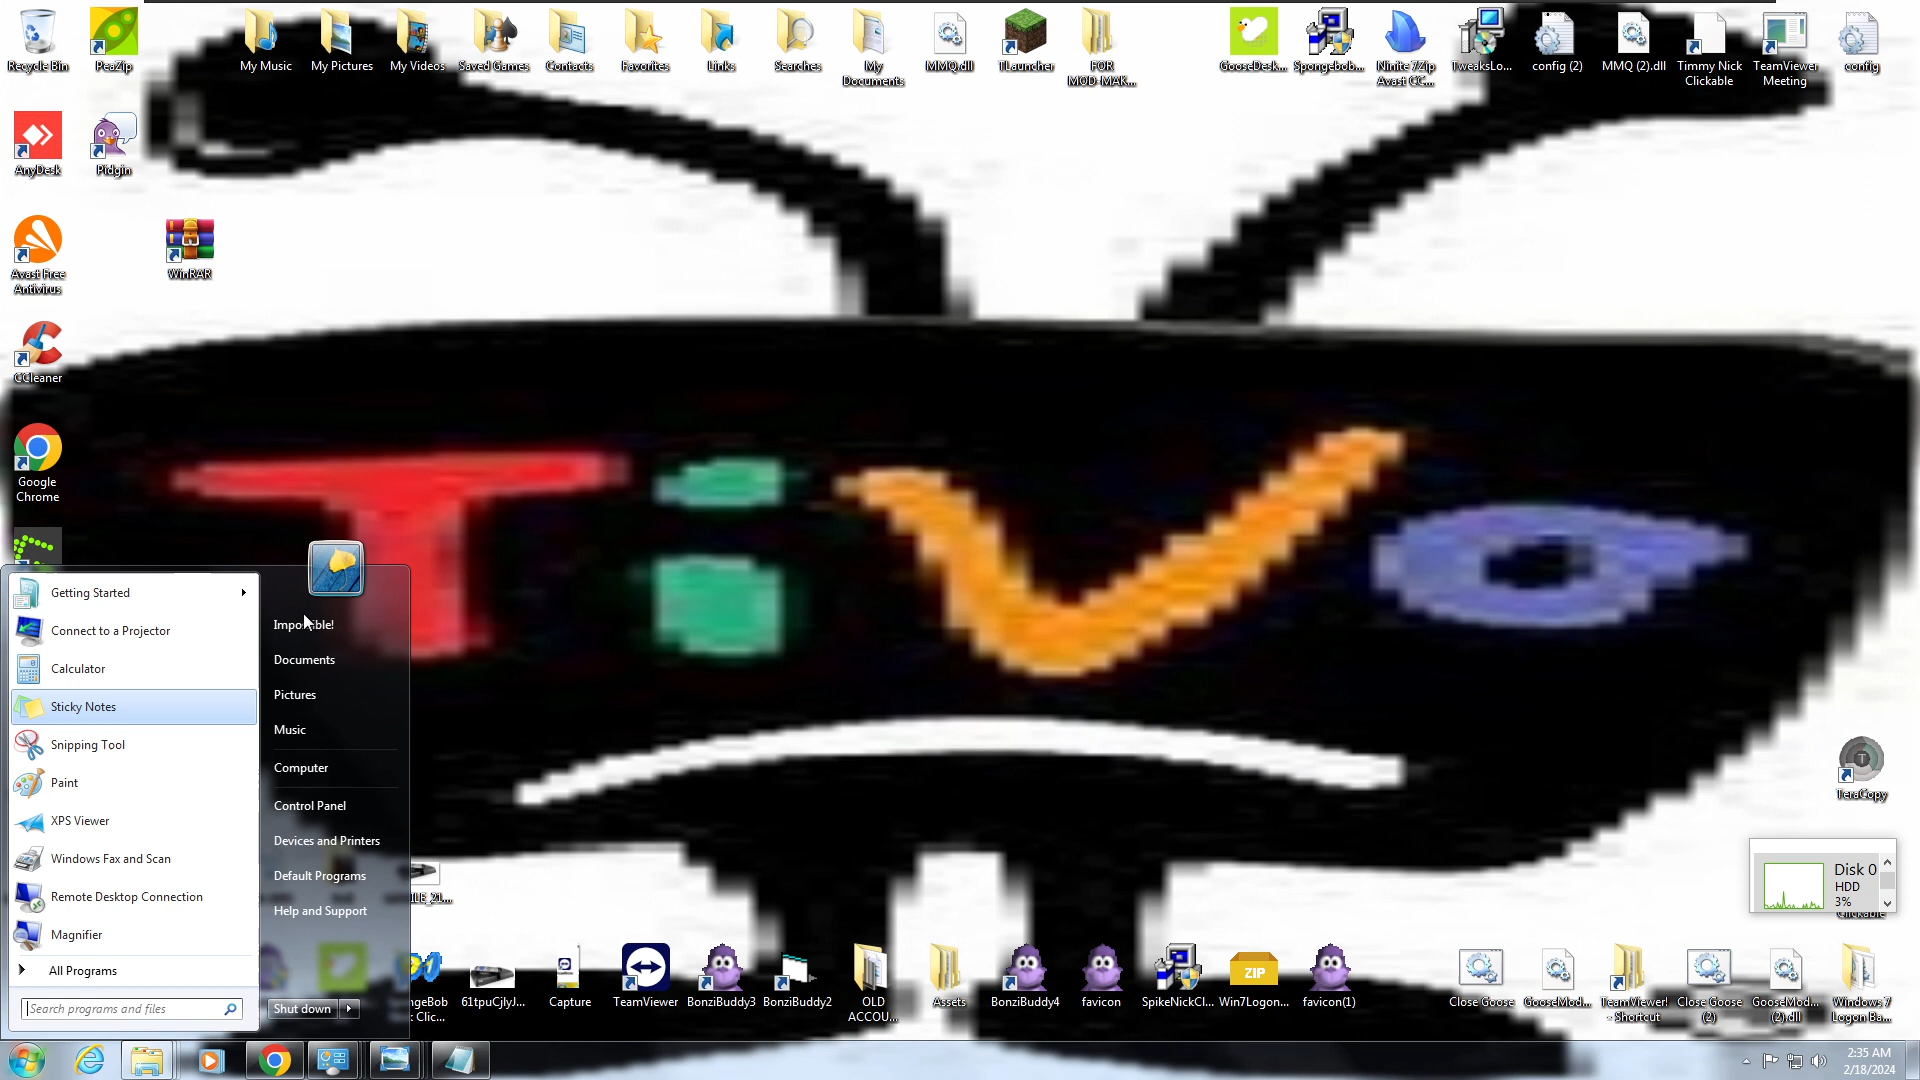 Recycle Bin
PeaZip
My Music
My Pictures
My Videos
Saved Games
Contacts
Favorites
Links
Searches
My
Documents
MMQ.dll
TLauncher
FOR
MOD-MAK...
GooseDesk...
Spongebob...
Ninite 7Zip
Avast CC...
TweaksLo...
config (2)
MMQ (2).dll
Timmy Nick
Clickable
TeamViewer
Meeting
config
AnyDesk
Pidgin
Avast Free
Antivirus
WinRAR
CCleaner
Google
Chrome
TiVo
Getting Started
Connect to a Projector
Calculator
Sticky Notes
Snipping Tool
Paint
XPS Viewer
Windows Fax and Scan
Remote Desktop Connection
Magnifier
All Programs
Search programs and files
Documents
Pictures
Music
Computer
Control Panel
Devices and Printers
Default Programs
Help and Support
Shut down
TeraCopy
Disk 0
HDD
3%
Clickable
61tpuCjlyJ...
Capture
TeamViewer
BonziBuddy3
BonziBuddy2
OLD
ACCOU...
Assets
BonziBuddy4
favicon
SpikeNickCl...
ZIP
Win7Logon...
favicon(1)
Close Goose
GooseMod...
TeamViewer!
- Shortcut
Close Goose
(2)
GooseMod...
(2).dll
Windows 7
Logon Ba...
2:35 AM
2/18/2024